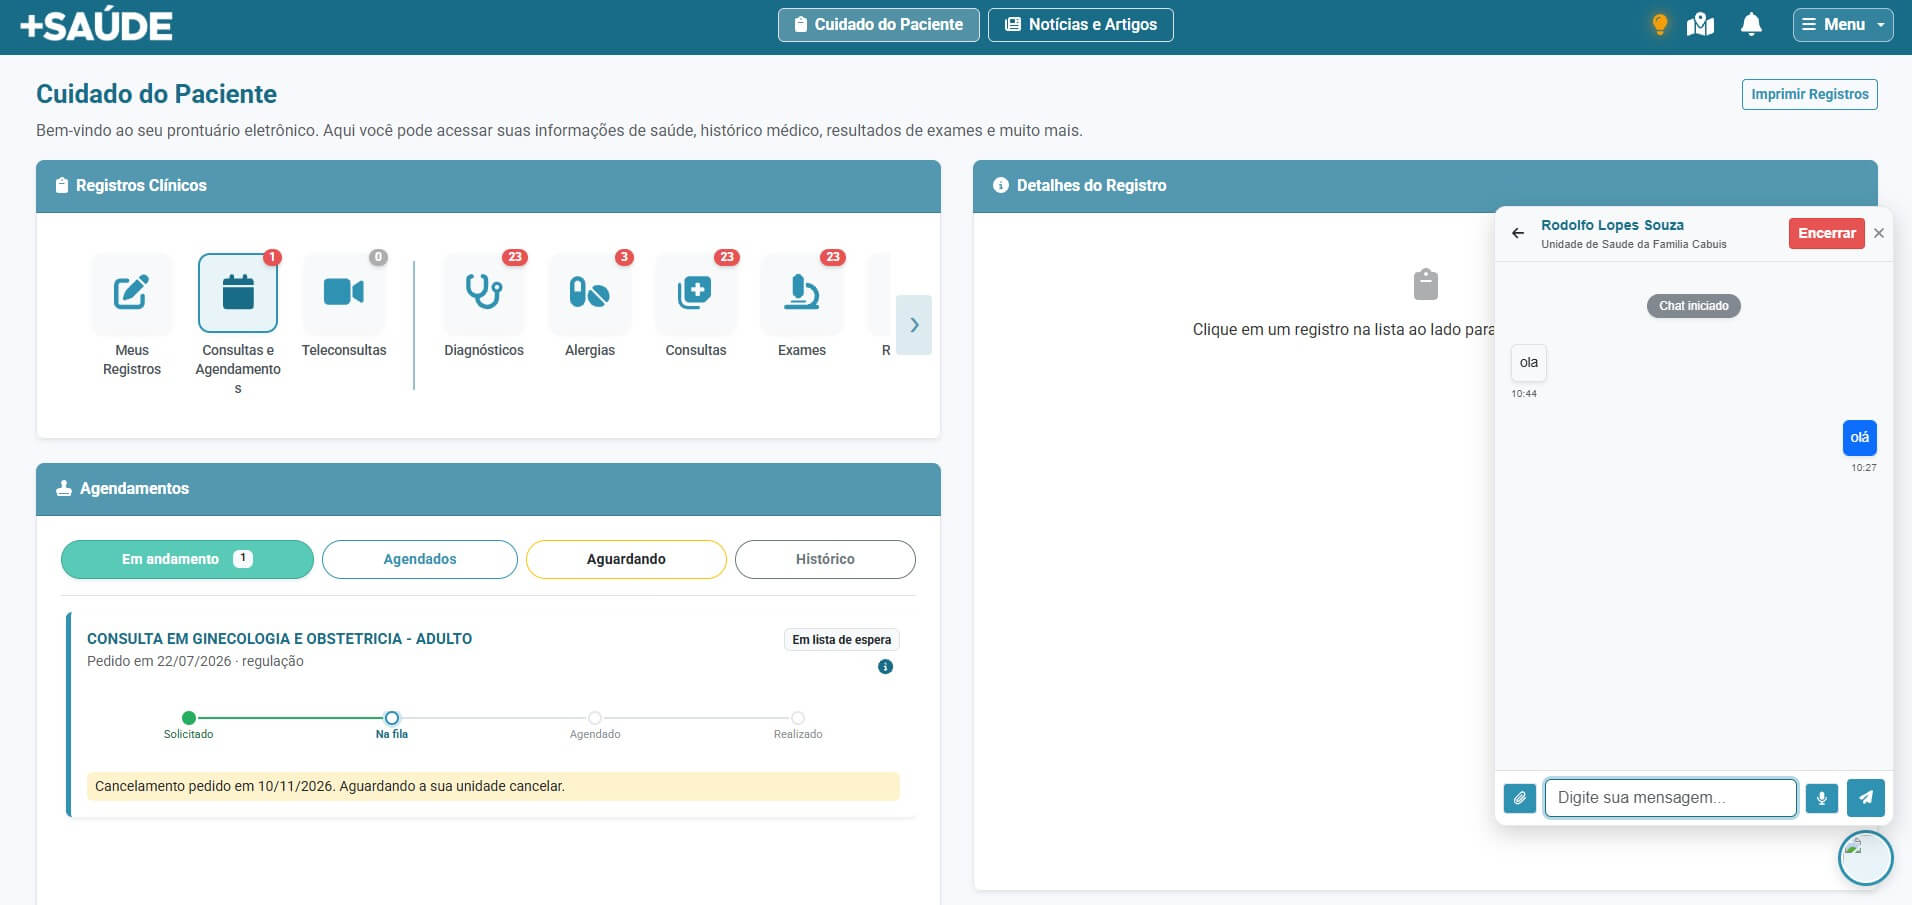 +SAÚDE
Cuidado do Paciente
Notícias e Artigos
Menu
Cuidado do Paciente
Imprimir Registros
Bem-vindo ao seu prontuário eletrônico. Aqui você pode acessar suas informações de saúde, histórico médico, resultados de exames e muito mais.
Registros Clínicos
1
0
23
3
23
23
Meus
Registros
Consultas e
Agendamento
s
Teleconsultas
Diagnósticos
Alergias
Consultas
Exames
R
Agendamentos
Em andamento 1
Agendados
Aguardando
Histórico
CONSULTA EM GINECOLOGIA E OBSTETRICIA - ADULTO
Em lista de espera
Pedido em 22/07/2026 · regulação
Solicitado
Na fila
Agendado
Realizado
Cancelamento pedido em 10/11/2026. Aguardando a sua unidade cancelar.
Detalhes do Registro
Clique em um registro na lista ao lado para
Rodolfo Lopes Souza
Unidade de Saude da Familia Cabuis
Encerrar
Chat iniciado
ola
10:44
olá
10:27
Digite sua mensagem...